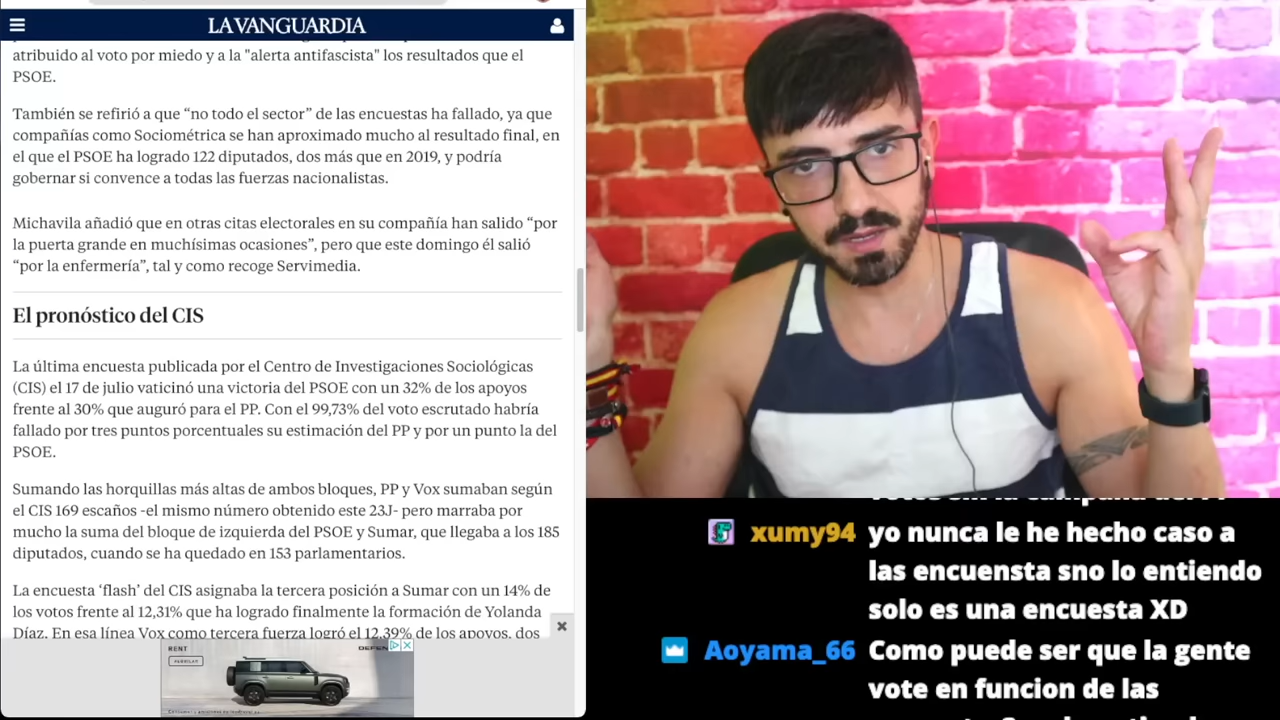 LA VANGUARDIA
atribuido al voto por miedo y a la "alerta antifascista" los resultados que el
PSOE.
También se refirió a que “no todo el sector” de las encuestas ha fallado, ya que
compañías como Sociométrica se han aproximado mucho al resultado final, en
el que el PSOE ha logrado 122 diputados, dos más que en 2019, y podría
gobernar si convence a todas las fuerzas nacionalistas.
Michavila añadió que en otras citas electorales en su compañía han salido “por
la puerta grande en muchísimas ocasiones”, pero que este domingo él salió
“por la enfermería”, tal y como recoge Servimedia.
El pronóstico del CIS
La última encuesta publicada por el Centro de Investigaciones Sociológicas
(CIS) el 17 de julio vaticinó una victoria del PSOE con un 32% de los apoyos
frente al 30% que auguró para el PP. Con el 99,73% del voto escrutado habría
fallado por tres puntos porcentuales su estimación del PP y por un punto la del
PSOE.
Sumando las horquillas más altas de ambos bloques, PP y Vox sumaban según
el CIS 169 escaños -el mismo número obtenido este 23J- pero marraba por
mucho la suma del bloque de izquierda del PSOE y Sumar, que llegaba a los 185
diputados, cuando se ha quedado en 153 parlamentarios.
La encuesta ‘flash’ del CIS asignaba la tercera posición a Sumar con un 14% de
los votos frente al 12,31% que ha logrado finalmente la formación de Yolanda
Díaz. En esa línea Vox como tercera fuerza logró el 12,39% de los apoyos, dos
RENT
xumy94 yo nunca le he hecho caso a
las encuensta sno lo entiendo
solo es una encuesta XD
Aoyama_66 Como puede ser que la gente
vote en funcion de las